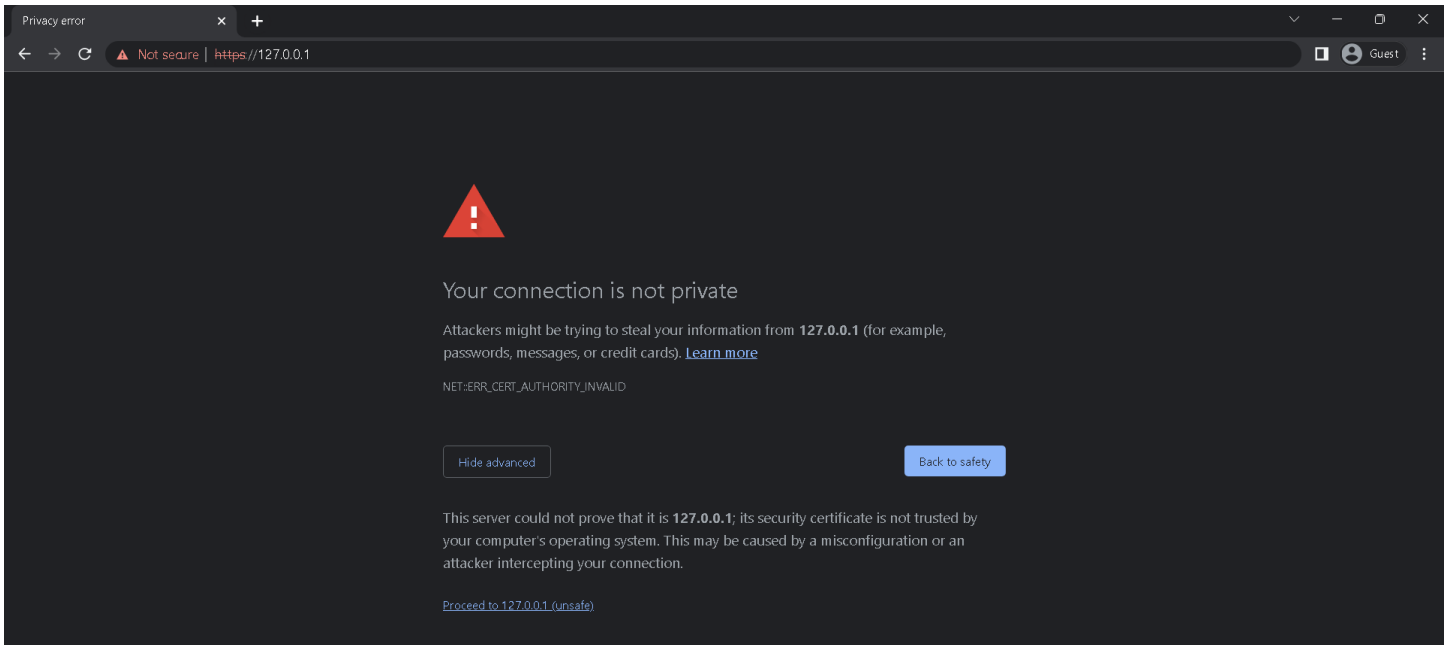 Privacy error
Not secure | https://127.0.0.1
Guest
Your connection is not private
Attackers might be trying to steal your information from 127.0.0.1 (for example,
passwords, messages, or credit cards). Learn more
NET::ERR_CERT_AUTHORITY_INVALID
Hide advanced
Back to safety
This server could not prove that it is 127.0.0.1; its security certificate is not trusted by
your computer's operating system. This may be caused by a misconfiguration or an
attacker intercepting your connection.
Proceed to 127.0.0.1 (unsafe)